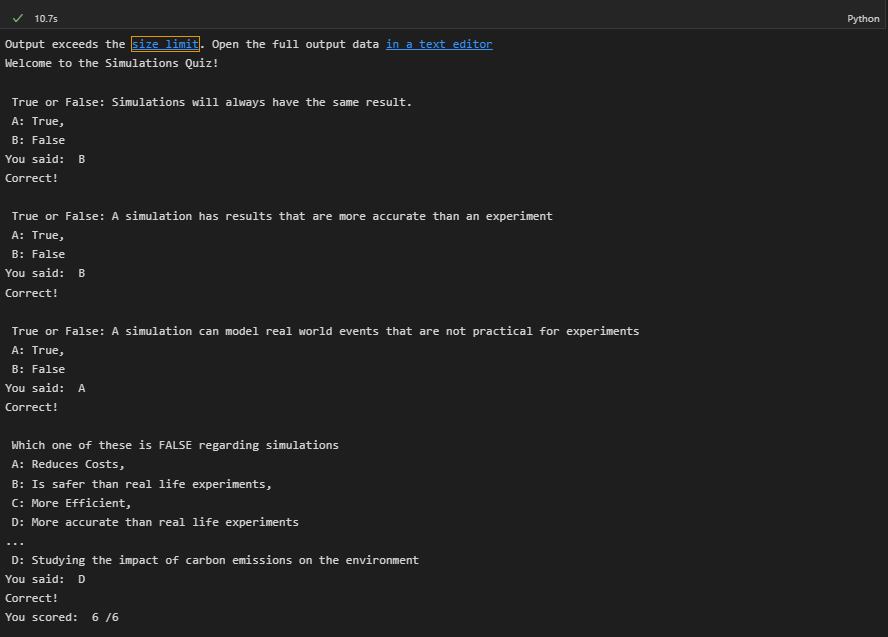 10.7s
Python
Output exceeds the size limit. Open the full output data in a text editor
Welcome to the Simulations Quiz!
True or False: Simulations will always have the same result.
A: True,
B: False
You said:  B
Correct!
True or False: A simulation has results that are more accurate than an experiment
A: True,
B: False
You said:  B
Correct!
True or False: A simulation can model real world events that are not practical for experiments
A: True,
B: False
You said:  A
Correct!
Which one of these is FALSE regarding simulations
A: Reduces Costs,
B: Is safer than real life experiments,
C: More Efficient,
D: More accurate than real life experiments
...
D: Studying the impact of carbon emissions on the environment
You said:  D
Correct!
You scored:  6 /6